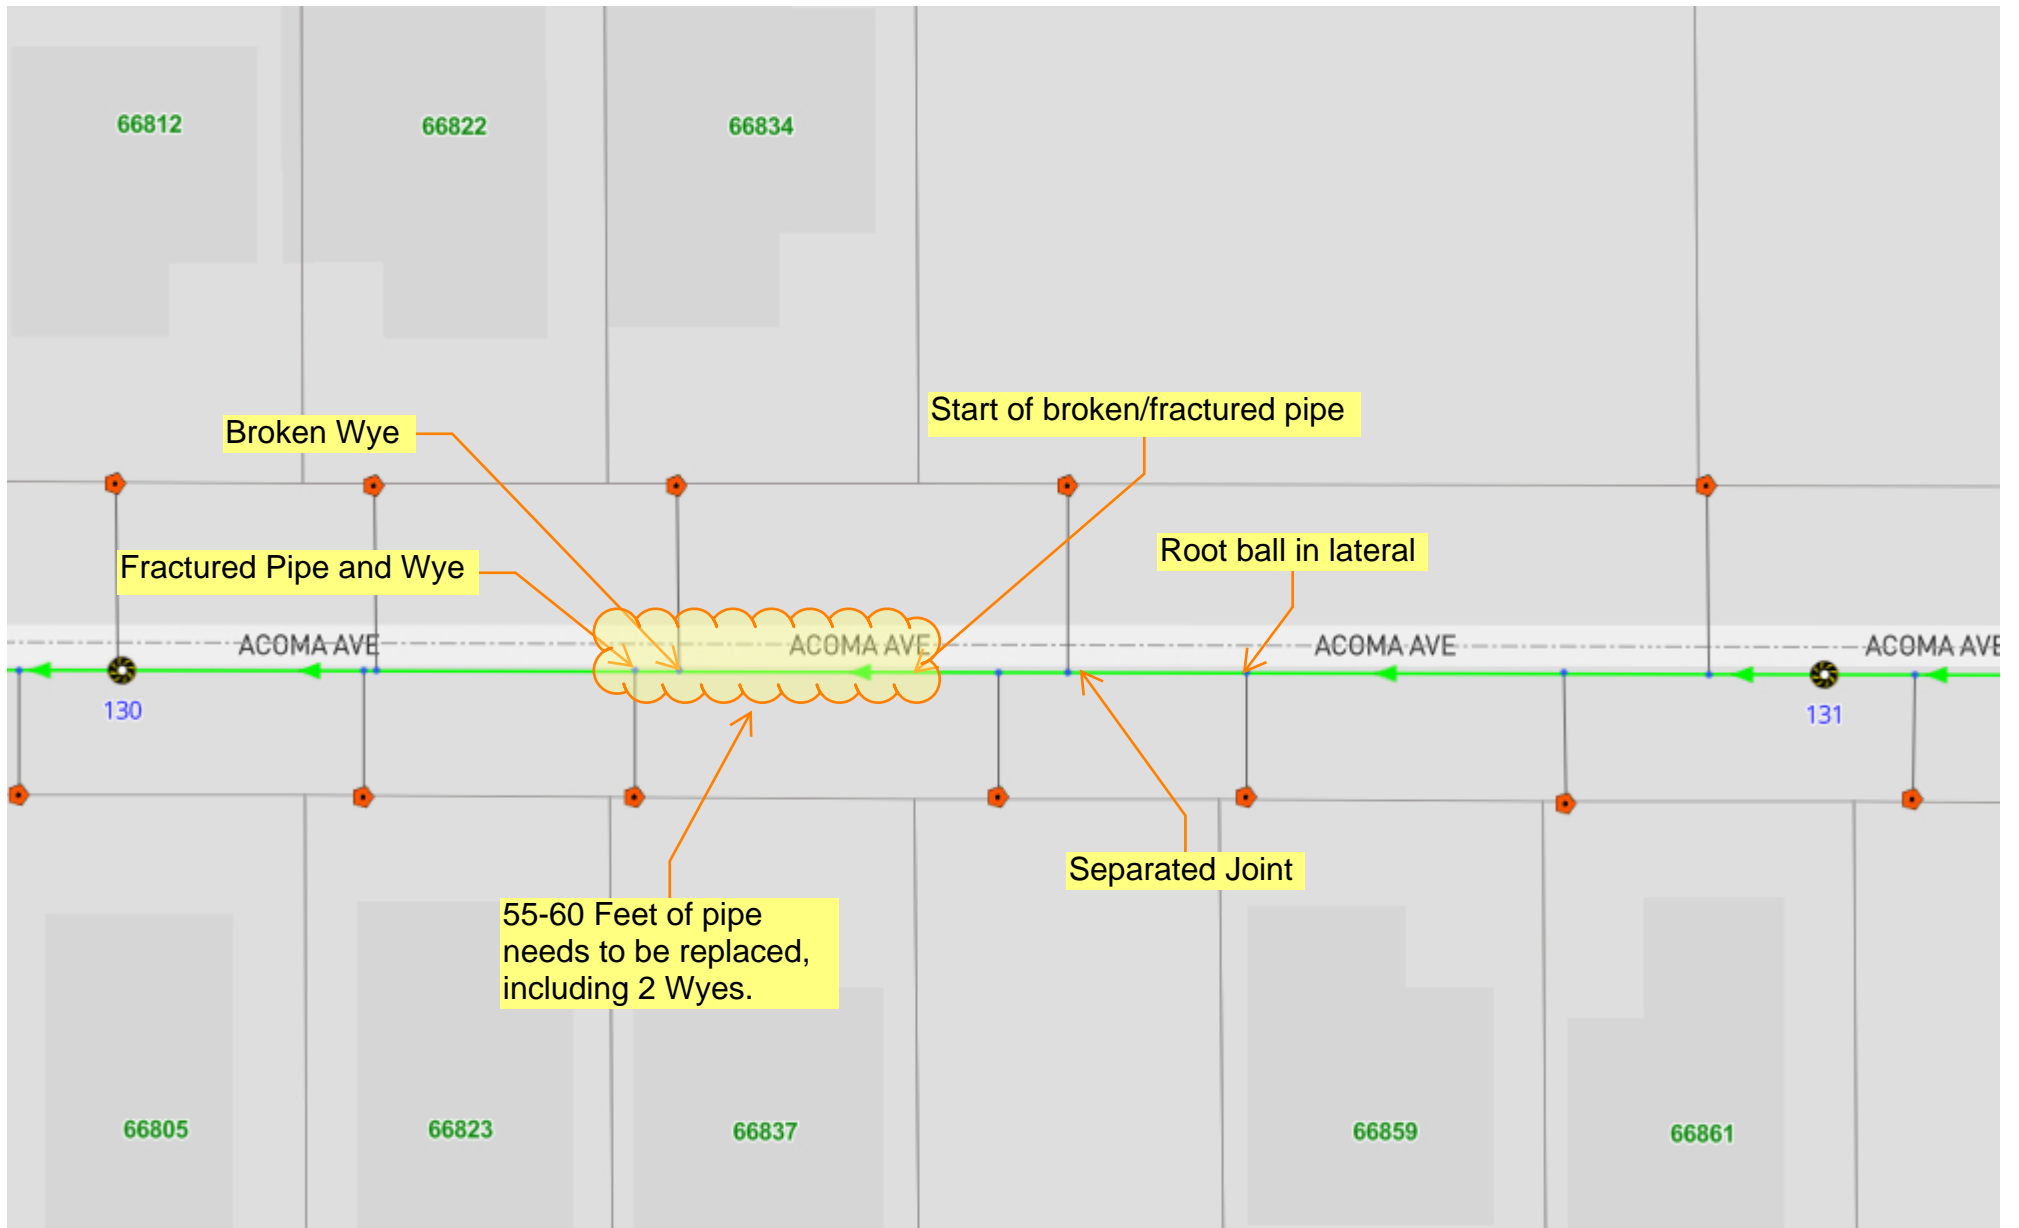 66812
66822
66834
Start of broken/fractured pipe
Broken Wye
Root ball in lateral
Fractured Pipe and Wye
ACOMA AVE
ACOMA AVE
ACOMA AVE
ACOMA AVE
130
131
Separated Joint
55-60 Feet of pipe
needs to be replaced,
including 2 Wyes.
66805
66823
66837
66859
66861